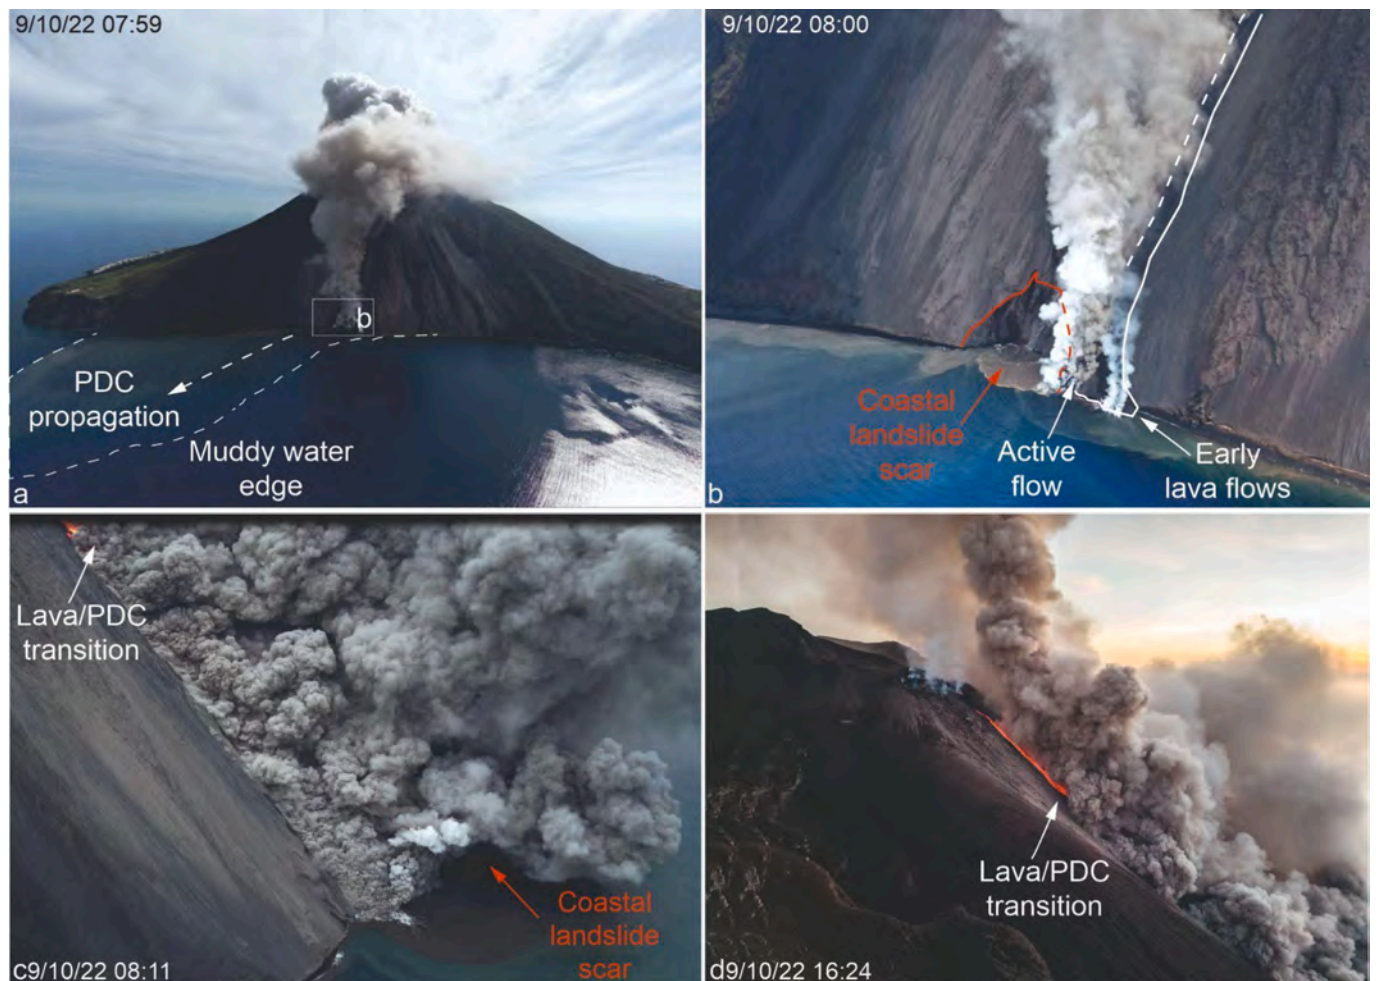 9/10/22 07:59
b
PDC
propagation
Muddy water
edge
a
9/10/22 08:00
Coastal
landslide
scar
Active
flow
Early
lava flows
b
Lava/PDC
transition
Coastal
landslide
scar
c9/10/22 08:11
Lava/PDC
transition
d9/10/22 16:24